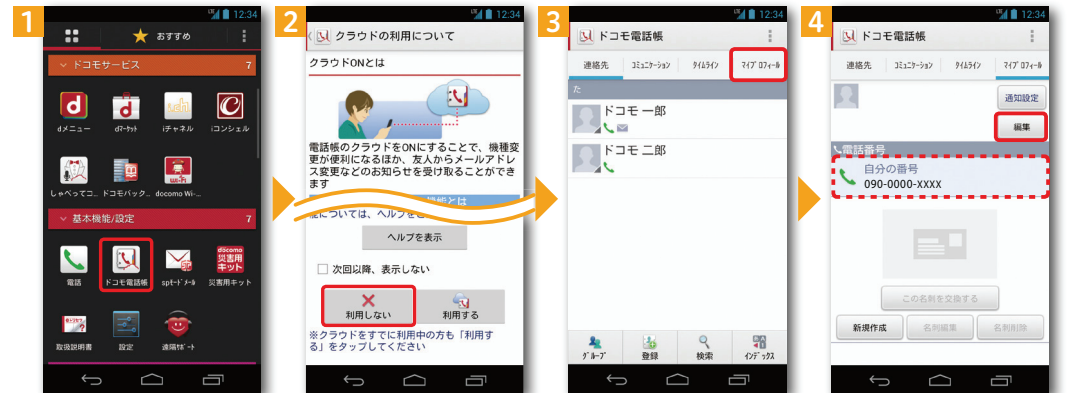 1
12:34
おすすめ
ドコモサービス 7
dメニュー
dマーケット
iチャネル
iコンシェル
しゃべってコ…
ドコモバック…
docomo Wi-…
基本機能/設定 7
電話
ドコモ電話帳
spモードメール
災害用キット
取扱説明書
設定
遠隔サポート
2
12:34
クラウドの利用について
クラウドONとは
電話帳のクラウドをONにすることで、機種変
更が便利になるほか、友人からメールアドレ
ス変更などのお知らせを受け取ることができ
ます
ヘルプを表示
次回以降、表示しない
利用しない
利用する
※クラウドをすでに利用中の方も「利用す
る」をタップしてください
3
12:34
ドコモ電話帳
連絡先
コミュニケーション
タイムライン
マイプロフィール
た
ドコモ 一郎
ドコモ 二郎
グループ
登録
検索
インデックス
4
12:34
ドコモ電話帳
連絡先
コミュニケーション
タイムライン
マイプロフィール
通知設定
編集
電話番号
自分の番号
090-0000-XXXX
この名刺を交換する
新規作成
名刺編集
名刺削除